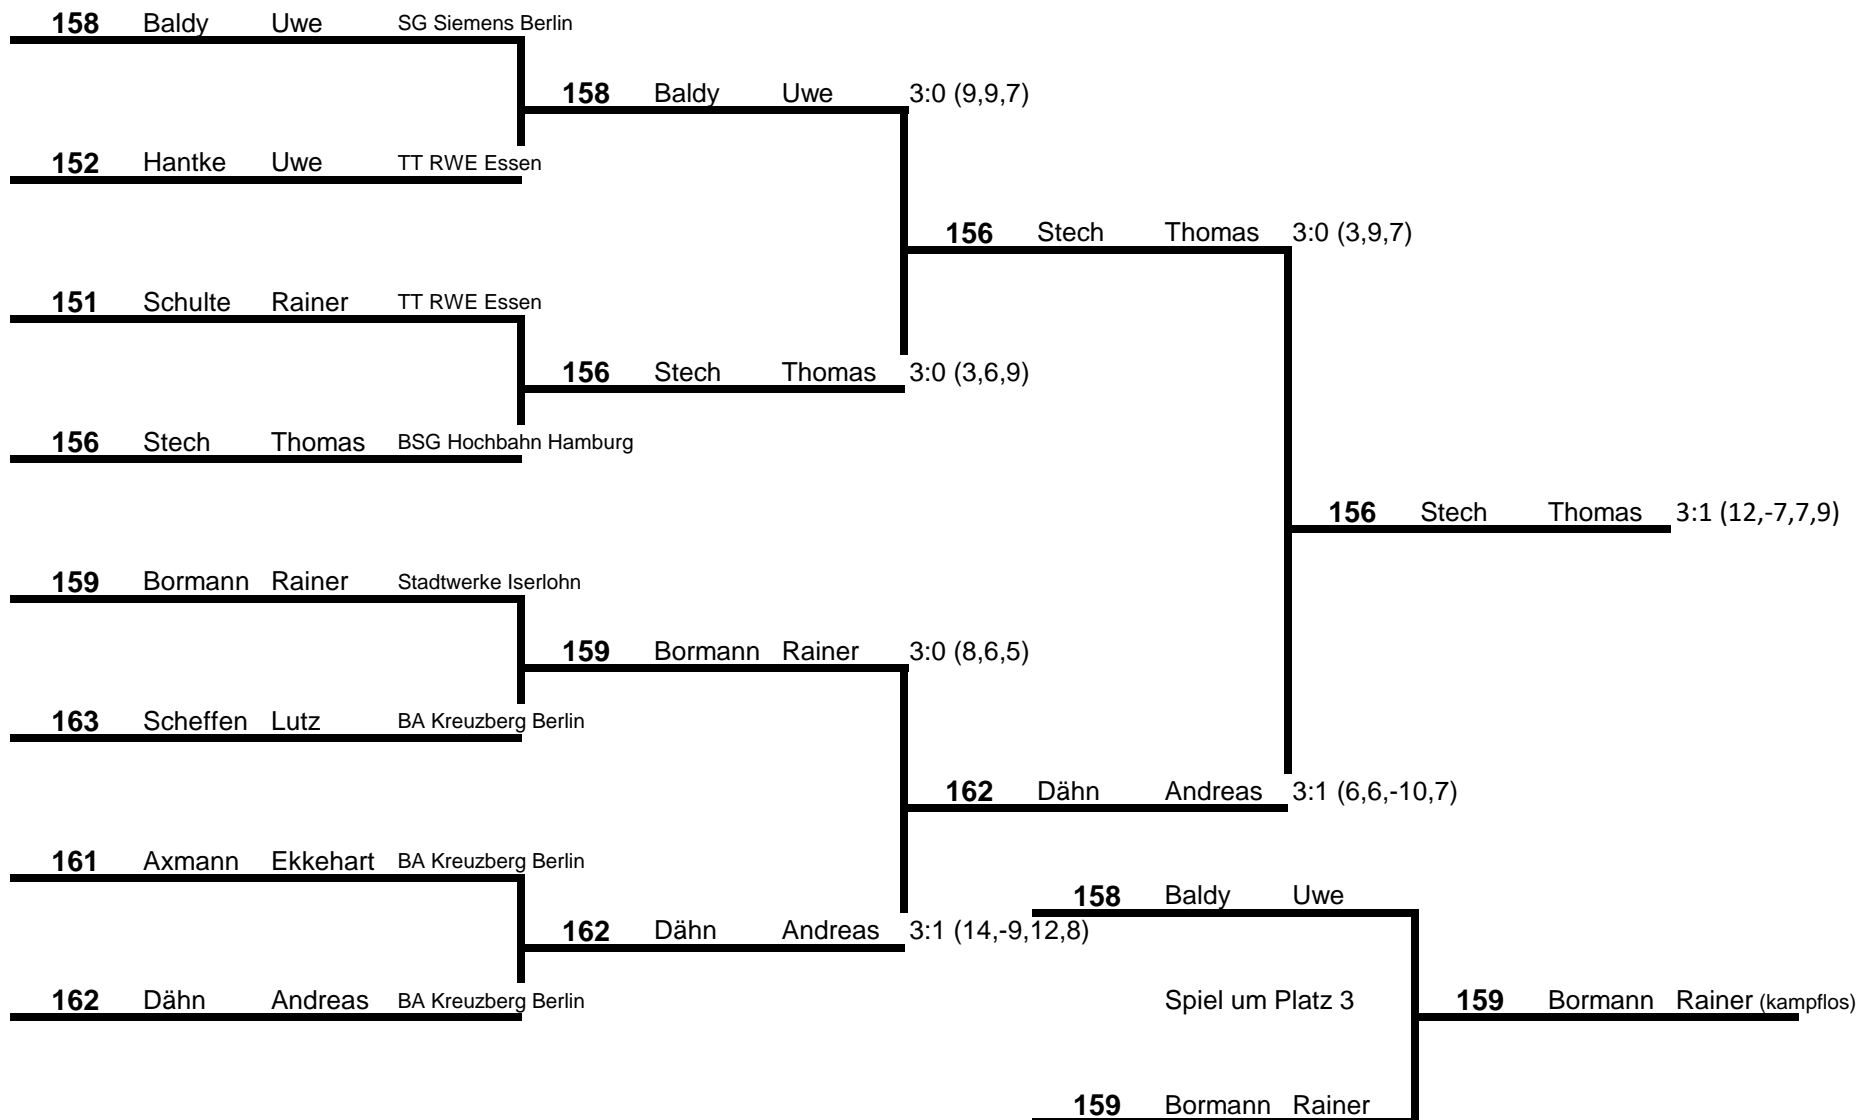 158 Baldy Uwe SG Siemens Berlin
158 Baldy Uwe 3:0 (9,9,7)
152 Hantke Uwe TT RWE Essen
156 Stech Thomas 3:0 (3,9,7)
151 Schulte Rainer TT RWE Essen
156 Stech Thomas 3:0 (3,6,9)
156 Stech Thomas BSG Hochbahn Hamburg
156 Stech Thomas 3:1 (12,-7,7,9)
159 Bormann Rainer Stadtwerke Iserlohn
159 Bormann Rainer 3:0 (8,6,5)
163 Scheffen Lutz BA Kreuzberg Berlin
162 Dähn Andreas 3:1 (6,6,-10,7)
161 Axmann Ekkehart BA Kreuzberg Berlin
158 Baldy Uwe
162 Dähn Andreas 3:1 (14,-9,12,8)
162 Dähn Andreas BA Kreuzberg Berlin
Spiel um Platz 3
159 Bormann Rainer (kampflos)
159 Bormann Rainer